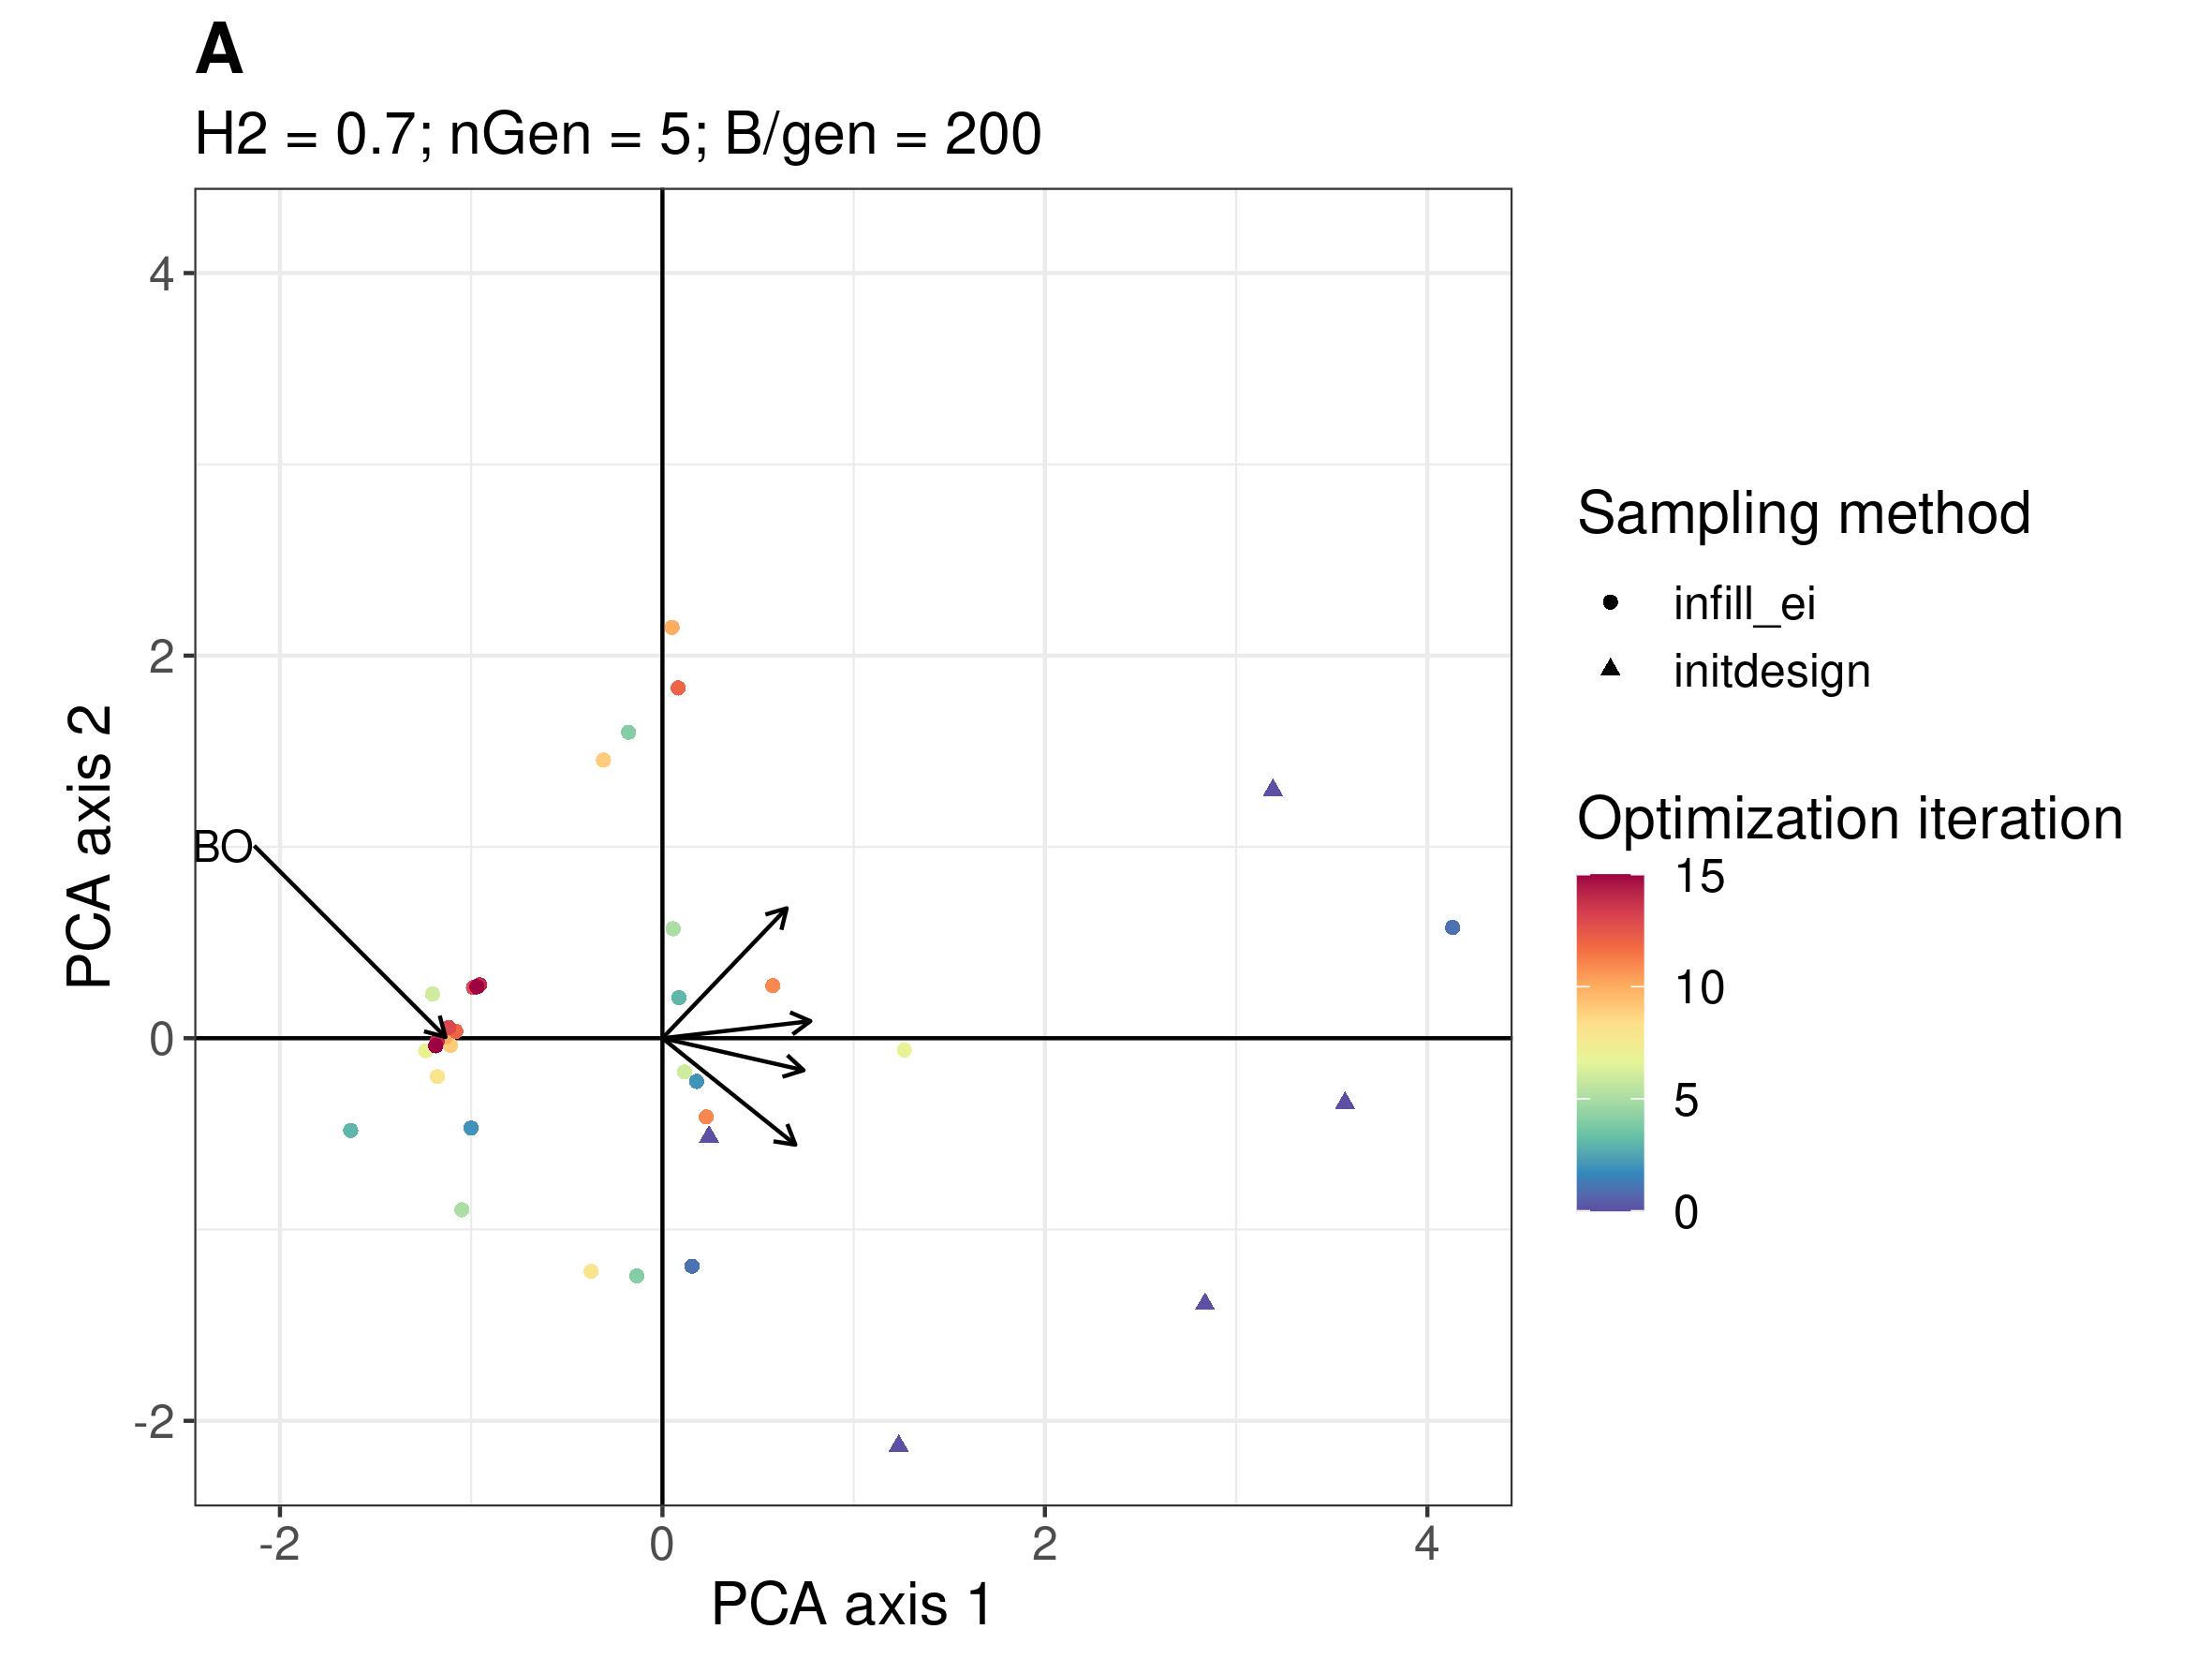 A
H2 = 0.7; nGen = 5; B/gen = 200
4
2
0
-2
PCA axis 2
BO
-2
0
2
4
PCA axis 1
Sampling method
infill_ei
initdesign
Optimization iteration
15
10
5
0